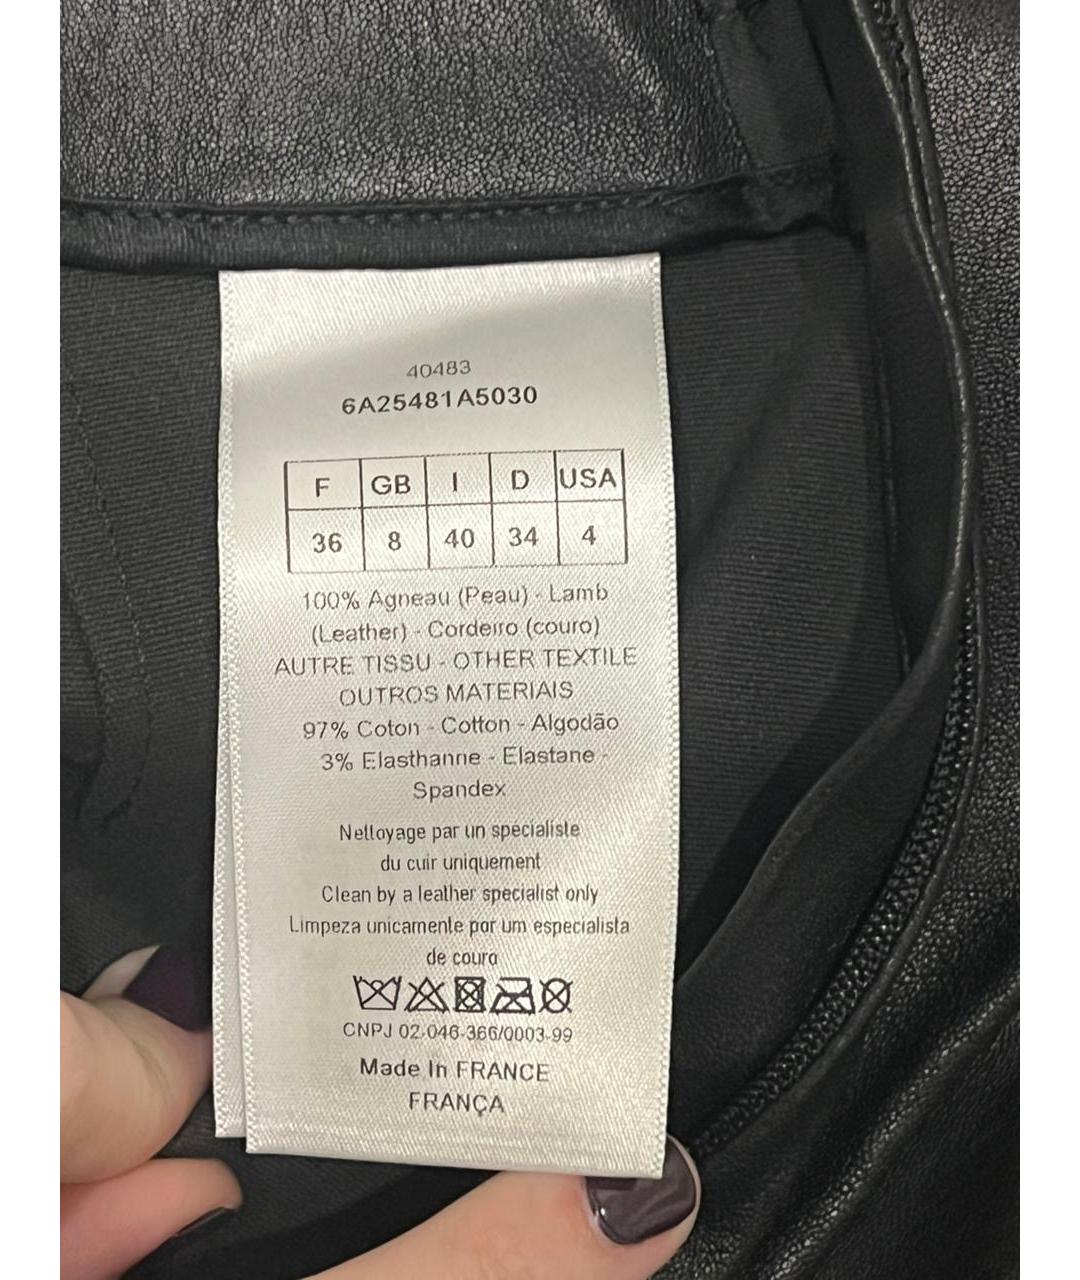 40483
6A25481A5030
F GB I D USA
36 8 40 34 4
100% Agneau (Peau) - Lamb
(Leather) - Cordeiro (couro)
AUTRE TISSU - OTHER TEXTILE
OUTROS MATERIAIS
97% Coton - Cotton - Algodão
3% Elasthanne - Elastane -
Spandex
Nettoyage par un spécialiste
du cuir uniquement
Clean by a leather specialist only
Limpeza unicamente por um especialista
de couro
CNPJ 02-046-366/0003-99
Made In FRANCE
FRANÇA